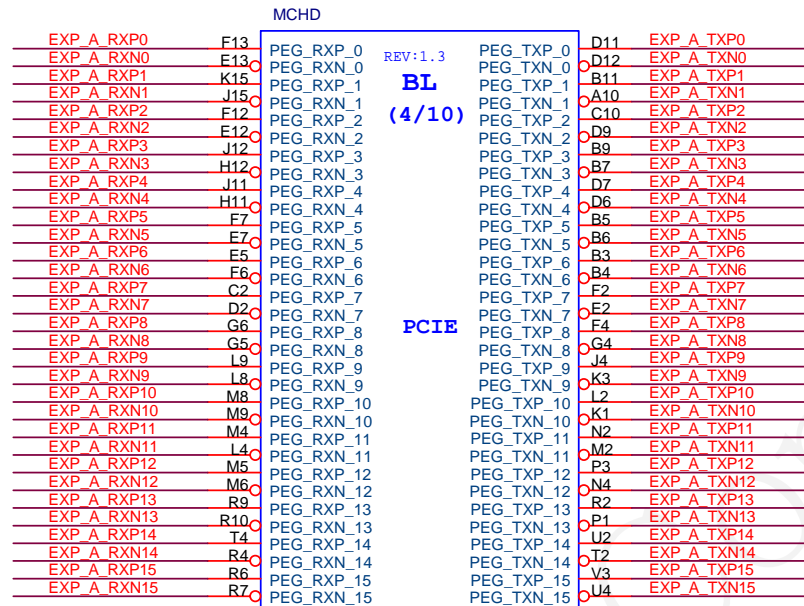 MCHD
EXP_A_RXP0 F13 PEG_RXP_0 REV:1.3 PEG_TXP_0 D11 EXP_A_TXP0
EXP_A_RXN0 E13 PEG_RXN_0 PEG_TXN_0 D12 EXP_A_TXN0
EXP_A_RXP1 K15 PEG_RXP_1 BL PEG_TXP_1 B11 EXP_A_TXP1
EXP_A_RXN1 J15 PEG_RXN_1 PEG_TXN_1 A10 EXP_A_TXN1
EXP_A_RXP2 F12 PEG_RXP_2 (4/10) PEG_TXP_2 C10 EXP_A_TXP2
EXP_A_RXN2 E12 PEG_RXN_2 PEG_TXN_2 D9 EXP_A_TXN2
EXP_A_RXP3 J12 PEG_RXP_3 PEG_TXP_3 B9 EXP_A_TXP3
EXP_A_RXN3 H12 PEG_RXN_3 PEG_TXN_3 B7 EXP_A_TXN3
EXP_A_RXP4 J11 PEG_RXP_4 PEG_TXP_4 D7 EXP_A_TXP4
EXP_A_RXN4 H11 PEG_RXN_4 PEG_TXN_4 D6 EXP_A_TXN4
EXP_A_RXP5 F7 PEG_RXP_5 PEG_TXP_5 B5 EXP_A_TXP5
EXP_A_RXN5 E7 PEG_RXN_5 PEG_TXN_5 B6 EXP_A_TXN5
EXP_A_RXP6 E5 PEG_RXP_6 PEG_TXP_6 B3 EXP_A_TXP6
EXP_A_RXN6 F6 PEG_RXN_6 PEG_TXN_6 B4 EXP_A_TXN6
EXP_A_RXP7 C2 PEG_RXP_7 PEG_TXP_7 F2 EXP_A_TXP7
EXP_A_RXN7 D2 PEG_RXN_7 PEG_TXN_7 E2 EXP_A_TXN7
EXP_A_RXP8 G6 PEG_RXP_8 PCIE PEG_TXP_8 F4 EXP_A_TXP8
EXP_A_RXN8 G5 PEG_RXN_8 PEG_TXN_8 G4 EXP_A_TXN8
EXP_A_RXP9 L9 PEG_RXP_9 PEG_TXP_9 J4 EXP_A_TXP9
EXP_A_RXN9 L8 PEG_RXN_9 PEG_TXN_9 K3 EXP_A_TXN9
EXP_A_RXP10 M8 PEG_RXP_10 PEG_TXP_10 L2 EXP_A_TXP10
EXP_A_RXN10 M9 PEG_RXN_10 PEG_TXN_10 K1 EXP_A_TXN10
EXP_A_RXP11 M4 PEG_RXP_11 PEG_TXP_11 N2 EXP_A_TXP11
EXP_A_RXN11 L4 PEG_RXN_11 PEG_TXN_11 M2 EXP_A_TXN11
EXP_A_RXP12 M5 PEG_RXP_12 PEG_TXP_12 P3 EXP_A_TXP12
EXP_A_RXN12 M6 PEG_RXN_12 PEG_TXN_12 N4 EXP_A_TXN12
EXP_A_RXP13 R9 PEG_RXP_13 PEG_TXP_13 R2 EXP_A_TXP13
EXP_A_RXN13 R10 PEG_RXN_13 PEG_TXN_13 P1 EXP_A_TXN13
EXP_A_RXP14 T4 PEG_RXP_14 PEG_TXP_14 U2 EXP_A_TXP14
EXP_A_RXN14 R4 PEG_RXN_14 PEG_TXN_14 T2 EXP_A_TXN14
EXP_A_RXP15 R6 PEG_RXP_15 PEG_TXP_15 V3 EXP_A_TXP15
EXP_A_RXN15 R7 PEG_RXN_15 PEG_TXN_15 U4 EXP_A_TXN15